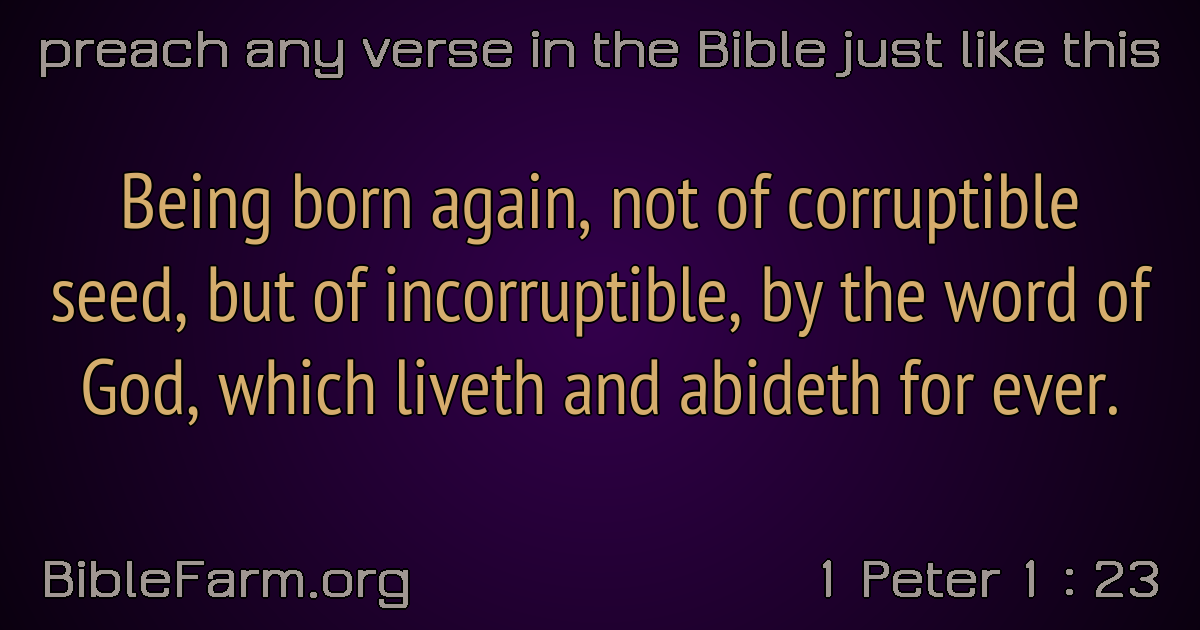 preach any verse in the Bible just like this
Being born again, not of corruptible
seed, but of incorruptible, by the word of
God, which liveth and abideth for ever.
BibleFarm.org
1 Peter 1 : 23